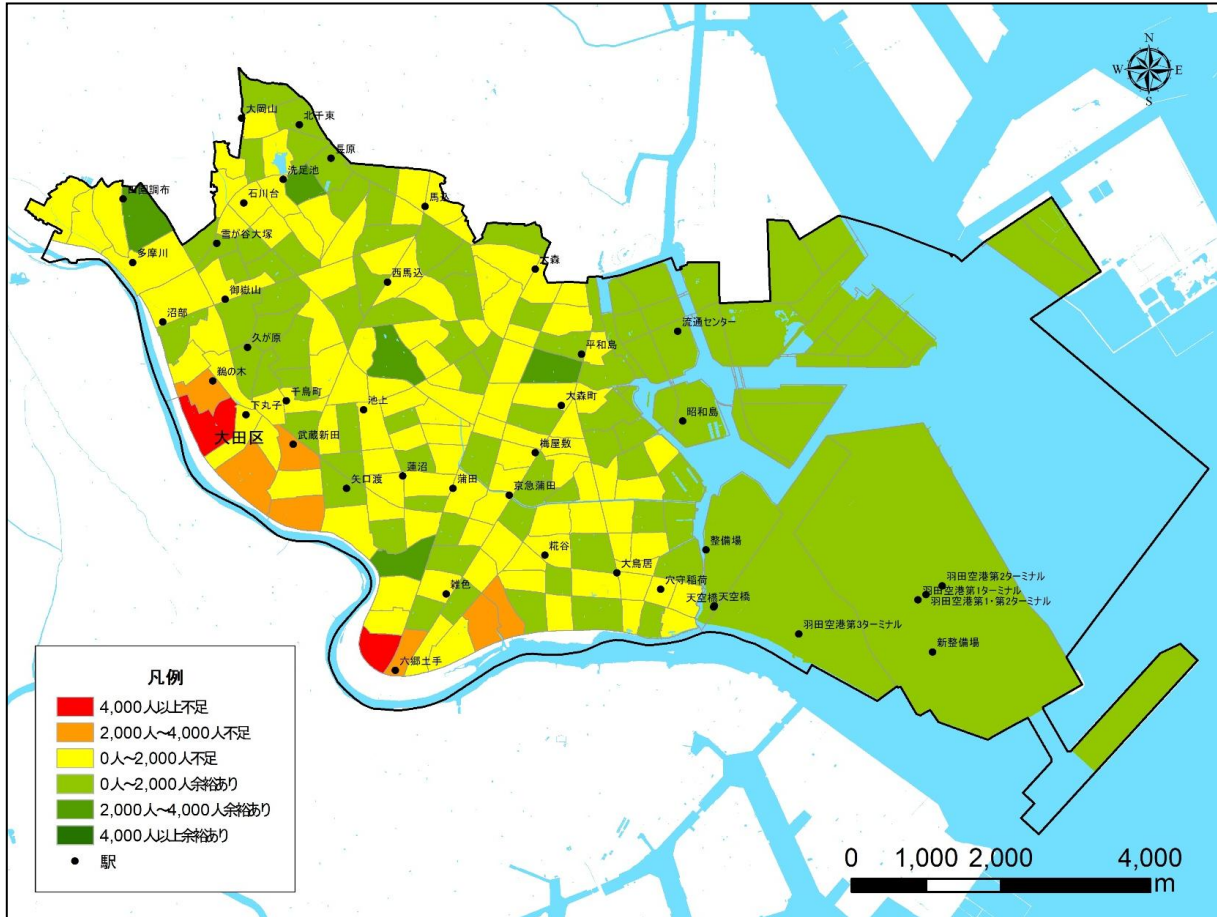 N
W
E
S
大岡山
北千束
長原
洗足池
石川台
馬込
田園調布
雪が谷大塚
多摩川
大森
西馬込
御嶽山
沼部
流通センター
久が原
平和島
鵜の木
千鳥町
池上
大森町
下丸子
昭和島
大田区
武蔵新田
梅屋敷
蓮沼
矢口渡
蒲田
京急蒲田
糀谷
整備場
大鳥居
雑色
穴守稲荷
羽田空港第2ターミナル
羽田空港第1ターミナル
羽田空港第1・第2ターミナル
天空橋
天空橋
羽田空港第3ターミナル
新整備場
六郷土手
凡例
4,000人以上不足
2,000人～4,000人不足
0人～2,000人不足
0人～2,000人余裕あり
2,000人～4,000人余裕あり
4,000人以上余裕あり
駅
0 1,000 2,000 4,000
m